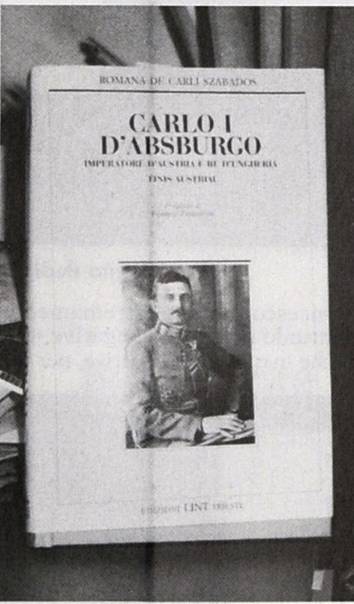 ROMANA DE CARLI SZABADOS
CARLO I
D'ABSBURGO
IMPERATORE D'AUSTRIA E RE D'UNGHERIA
FINIS AUSTRIAE
EDIZIONI LINT TRIESTE